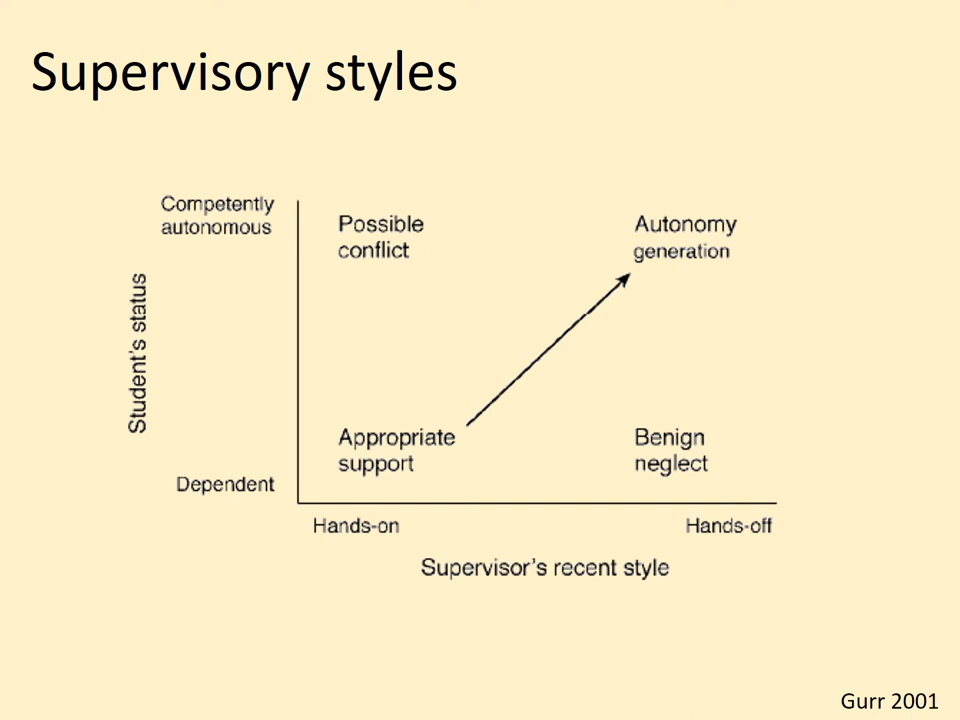 Supervisory styles
Competently
autonomous
Possible
conflict
Autonomy
generation
Student's status
Appropriate
support
Benign
neglect
Dependent
Hands-on
Hands-off
Supervisor's recent style
Gurr 2001